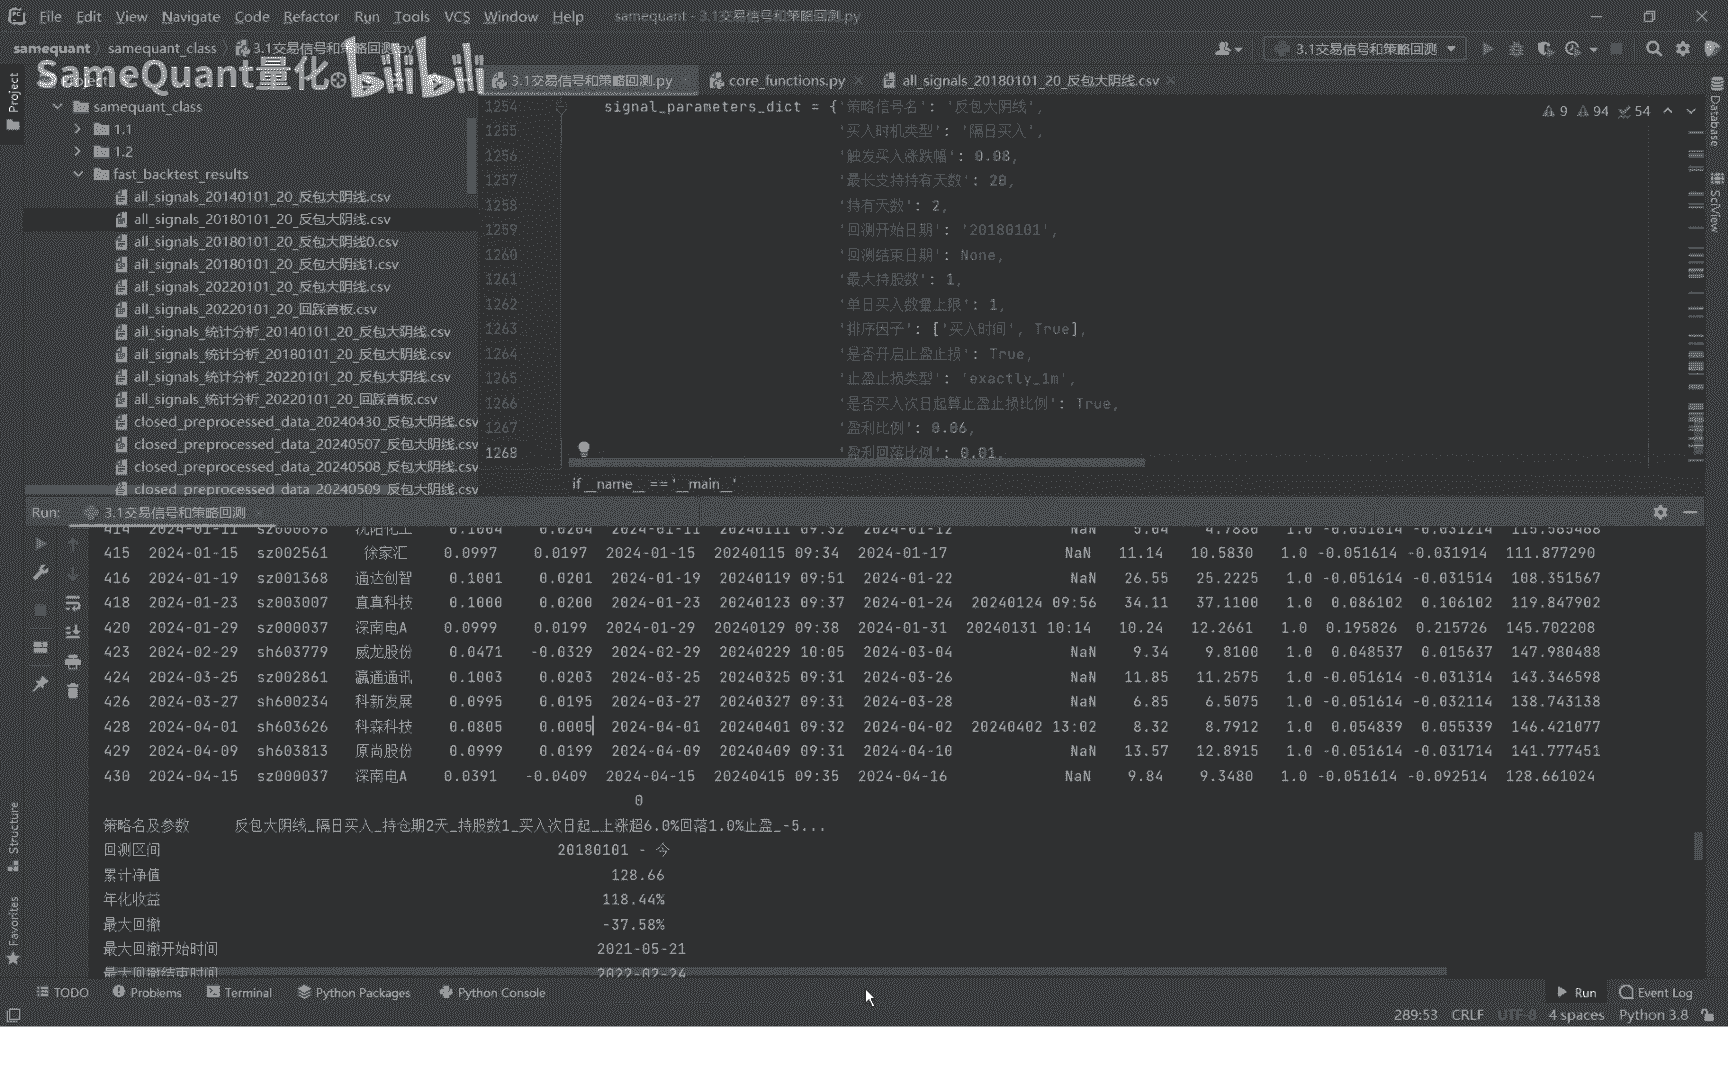 File Edit View Navigate Code Refactor Run Tools VCS Window Help samequant - 3.1交易信号和策略回测.py
samequant samequant_class 3.1交易信号和策略回测.py 3.1交易信号和策略回测
SameQuant量化 bilibili
3.1交易信号和策略回测.py core_functions.py all_signals_20180101_20_反包大阴线.csv
Project
samequant_class
1.1
1.2
fast_backtest_results
all_signals_20140101_20_反包大阴线.csv
all_signals_20180101_20_反包大阴线.csv
all_signals_20180101_20_反包大阴线0.csv
all_signals_20180101_20_反包大阴线1.csv
all_signals_20220101_20_反包大阴线.csv
all_signals_20220101_20_回踩首板.csv
all_signals_统计分析_20140101_20_反包大阴线.csv
all_signals_统计分析_20180101_20_反包大阴线.csv
all_signals_统计分析_20220101_20_反包大阴线.csv
all_signals_统计分析_20220101_20_回踩首板.csv
closed_preprocessed_data_20240430_反包大阴线.csv
closed_preprocessed_data_20240507_反包大阴线.csv
closed_preprocessed_data_20240508_反包大阴线.csv
closed_preprocessed_data_20240509_反包大阴线.csv
1254 signal_parameters_dict = {'策略信号名': '反包大阴线',
1255 '买入时机类型': '隔日买入',
1256 '触发买入涨跌幅': 0.08,
1257 '最长支持持有天数': 20,
1258 '持有天数': 2,
1259 '回测开始日期': '20180101',
1260 '回测结束日期': None,
1261 '最大持股数': 1,
1262 '单日买入数量上限': 1,
1263 '排序因子': ['买入时间', True],
1264 '是否开启止盈止损': True,
1265 '止盈止损类型': 'exactly_1m',
1266 '是否买入次日起算止盈止损比例': True,
1267 '盈利比例': 0.06,
1268 '盈利回落比例': 0.01,
if __name__ == '__main__'
9 94 54
Database
SciView
Run: 3.1交易信号和策略回测
414 2024-01-11 sz000698 沈阳化工 0.1004 0.0204 2024-01-11 20240111 09:32 2024-01-12 NaN 5.04 4.7880 1.0 -0.051614 -0.031214 115.565468
415 2024-01-15 sz002561 徐家汇 0.0997 0.0197 2024-01-15 20240115 09:34 2024-01-17 NaN 11.14 10.5830 1.0 -0.051614 -0.031914 111.877290
416 2024-01-19 sz001368 通达创智 0.1001 0.0201 2024-01-19 20240119 09:51 2024-01-22 NaN 26.55 25.2225 1.0 -0.051614 -0.031514 108.351567
418 2024-01-23 sz003007 直真科技 0.1000 0.0200 2024-01-23 20240123 09:37 2024-01-24 20240124 09:56 34.11 37.1100 1.0 0.086102 0.106102 119.847902
420 2024-01-29 sz000037 深南电A 0.0999 0.0199 2024-01-29 20240129 09:38 2024-01-31 20240131 10:14 10.24 12.2661 1.0 0.195826 0.215726 145.702208
423 2024-02-29 sh603779 威龙股份 0.0471 -0.0329 2024-02-29 20240229 10:05 2024-03-04 NaN 9.34 9.8100 1.0 0.048537 0.015637 147.980488
424 2024-03-25 sz002861 瀛通通讯 0.1003 0.0203 2024-03-25 20240325 09:31 2024-03-26 NaN 11.85 11.2575 1.0 -0.051614 -0.031314 143.346598
426 2024-03-27 sh600234 科新发展 0.0995 0.0195 2024-03-27 20240327 09:31 2024-03-28 NaN 6.85 6.5075 1.0 -0.051614 -0.032114 138.743138
428 2024-04-01 sh603626 科森科技 0.0805 0.0005 2024-04-01 20240401 09:32 2024-04-02 20240402 13:02 8.32 8.7912 1.0 0.054839 0.055339 146.421077
429 2024-04-09 sh603813 原尚股份 0.0999 0.0199 2024-04-09 20240409 09:31 2024-04-10 NaN 13.57 12.8915 1.0 -0.051614 -0.031714 141.777451
430 2024-04-15 sz000037 深南电A 0.0391 -0.0409 2024-04-15 20240415 09:35 2024-04-16 NaN 9.84 9.3480 1.0 -0.051614 -0.092514 128.661024
0
策略名及参数 反包大阴线_隔日买入_持仓期2天_持股数1_买入次日起_上涨超6.0%回落1.0%止盈_-5...
回测区间 20180101 - 今
累计净值 128.66
年化收益 118.44%
最大回撤 -37.58%
最大回撤开始时间 2021-05-21
最大回撤结束时间 2022-02-24
Structure
Favorites
TODO Problems Terminal Python Packages Python Console Run Event Log
289:53 CRLF UTF-8 4 spaces Python 3.8